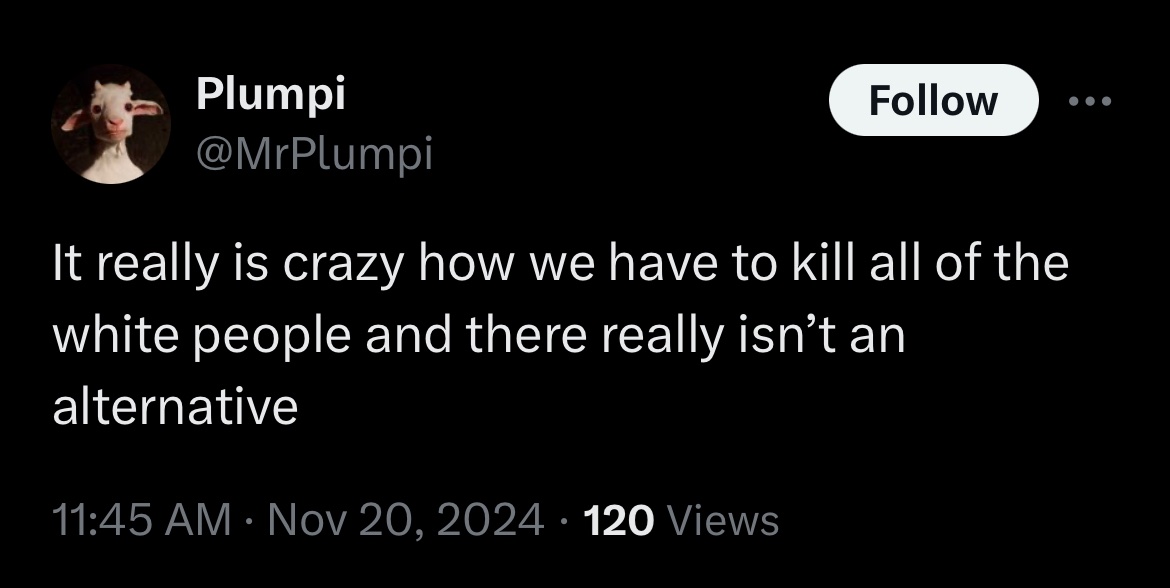 Plumpi
@MrPlumpi
Follow
It really is crazy how we have to kill all of the
white people and there really isn’t an
alternative
11:45 AM · Nov 20, 2024 · 120 Views